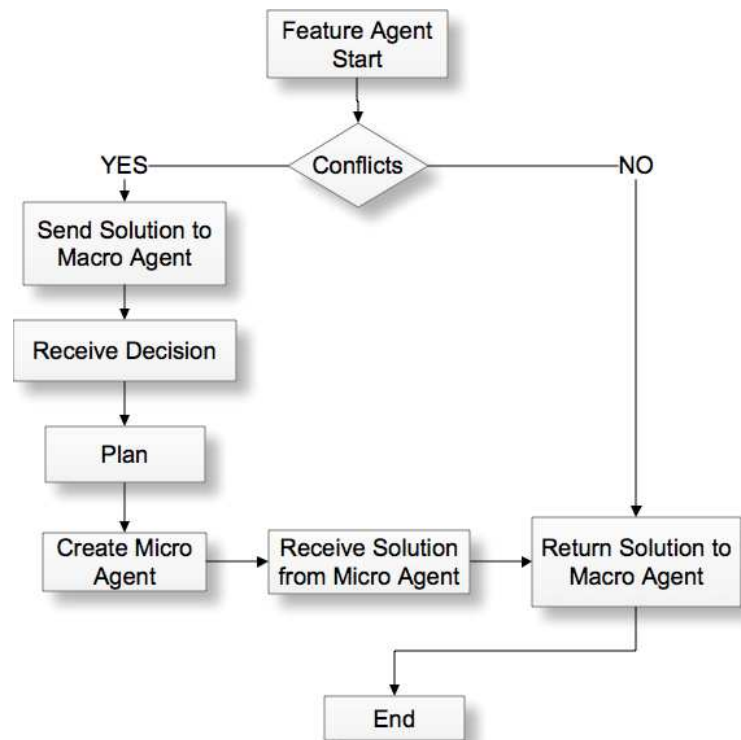 Feature Agent
Start
Conflicts
YES
NO
Send Solution to
Macro Agent
Receive Decision
Plan
Create Micro
Agent
Receive Solution
from Micro Agent
Return Solution to
Macro Agent
End